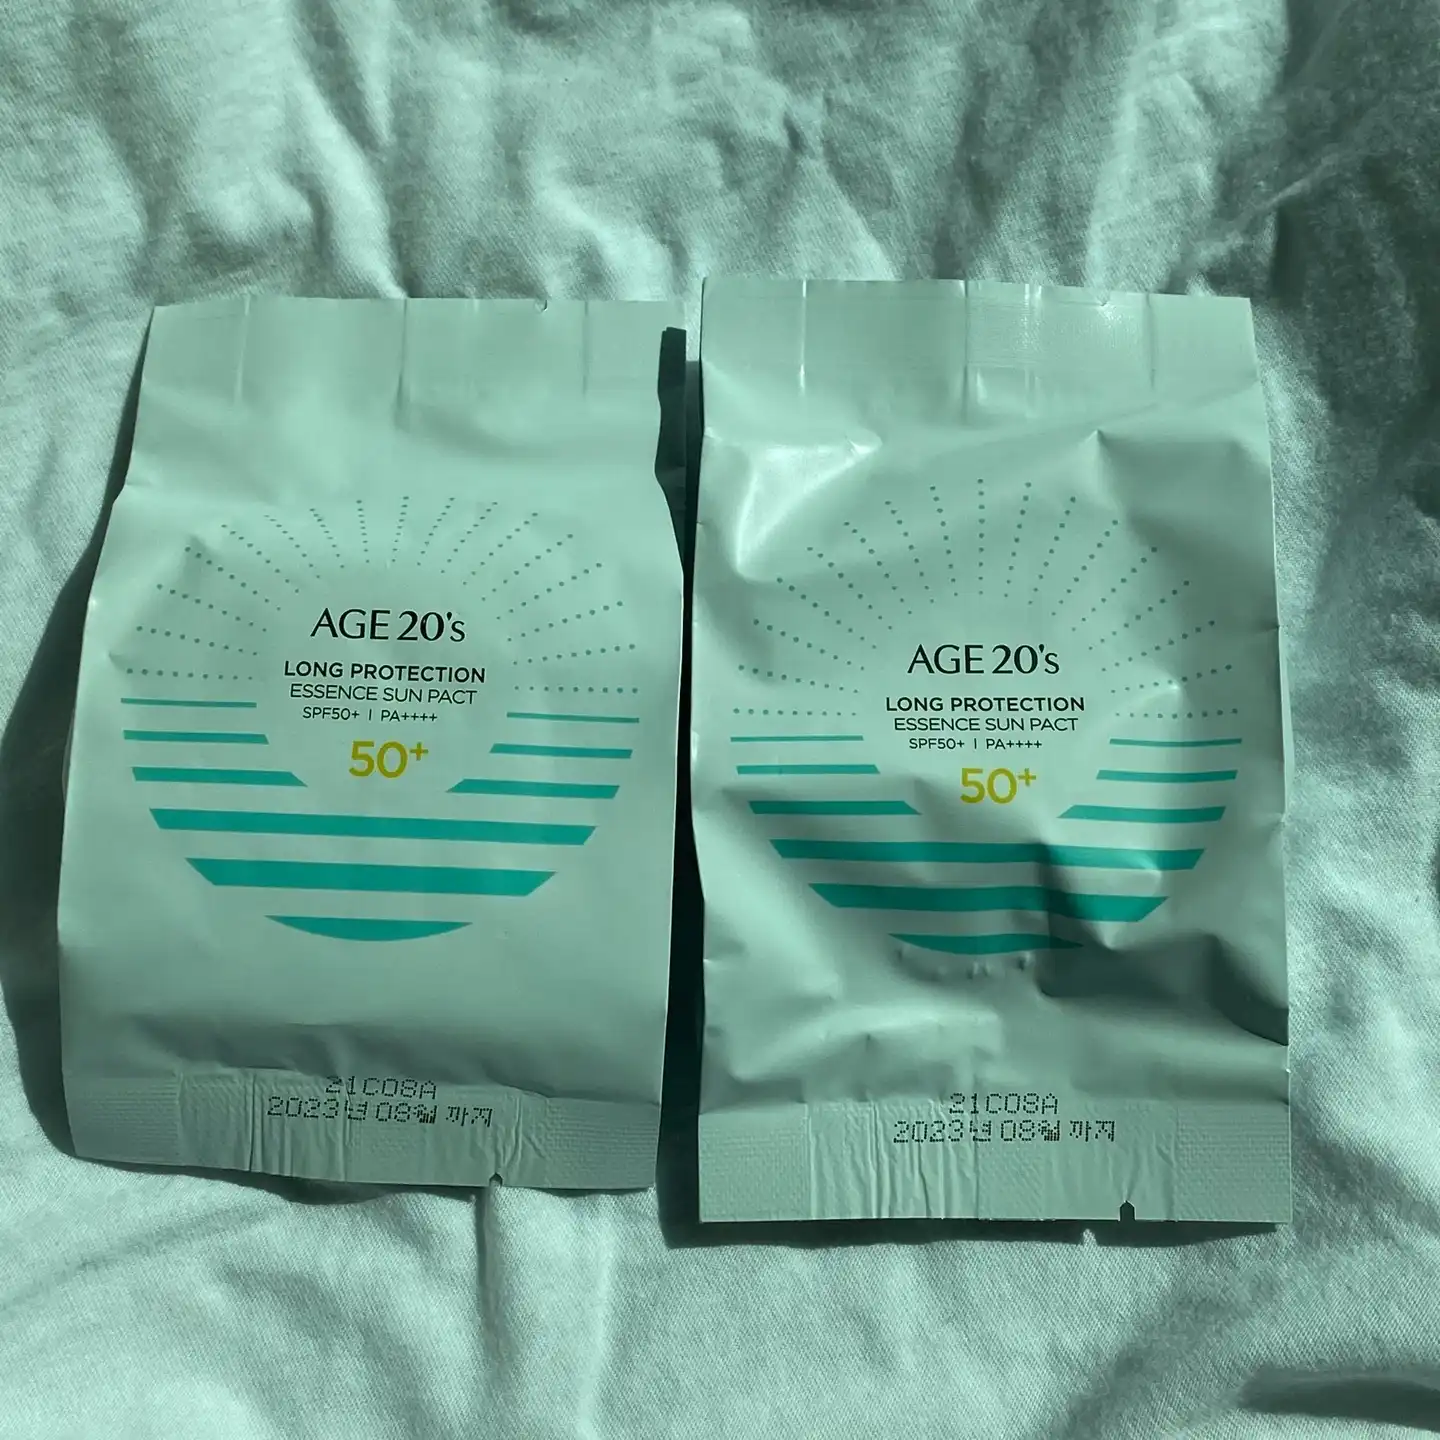 AGE 20's
LONG PROTECTION
ESSENCE SUN PACT
SPF50+ | PA++++
50+
21C08A
2023년 08월 까지
AGE 20's
LONG PROTECTION
ESSENCE SUN PACT
SPF50+ | PA++++
50+
21C08A
2023년 08월 까지